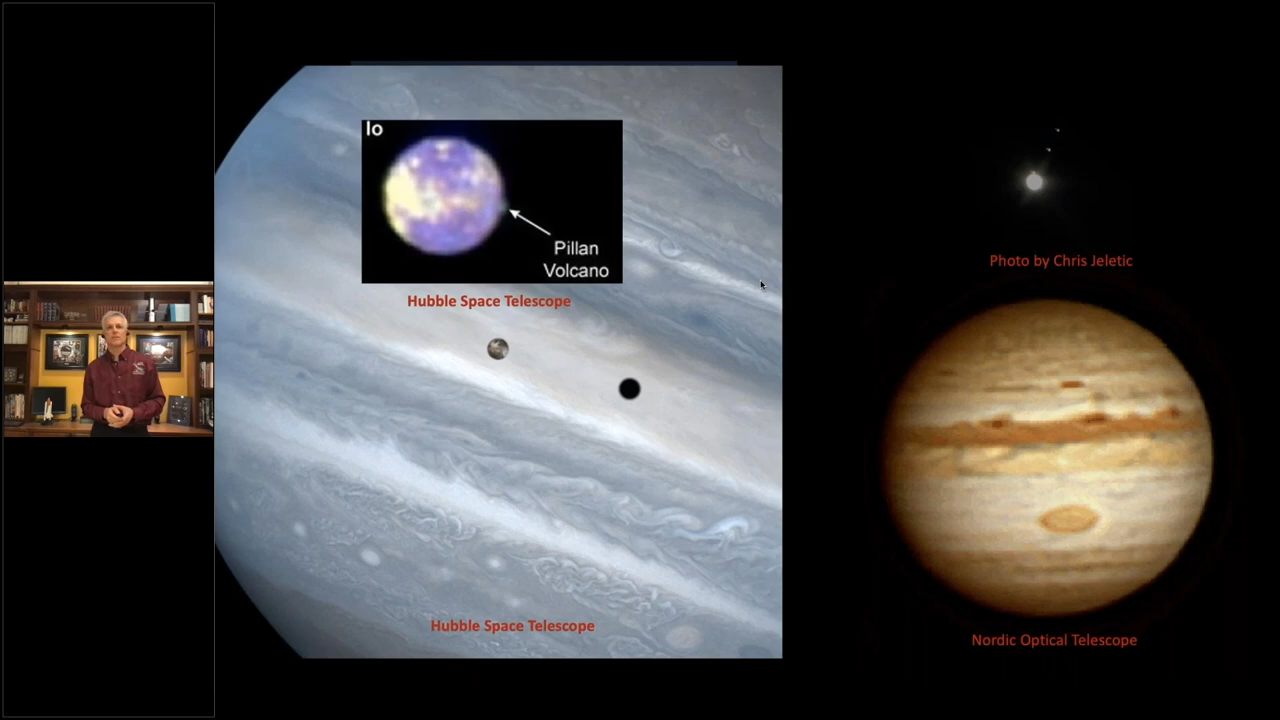 Io
Pillan
Volcano
Hubble Space Telescope
Hubble Space Telescope
Photo by Chris Jeletic
Nordic Optical Telescope